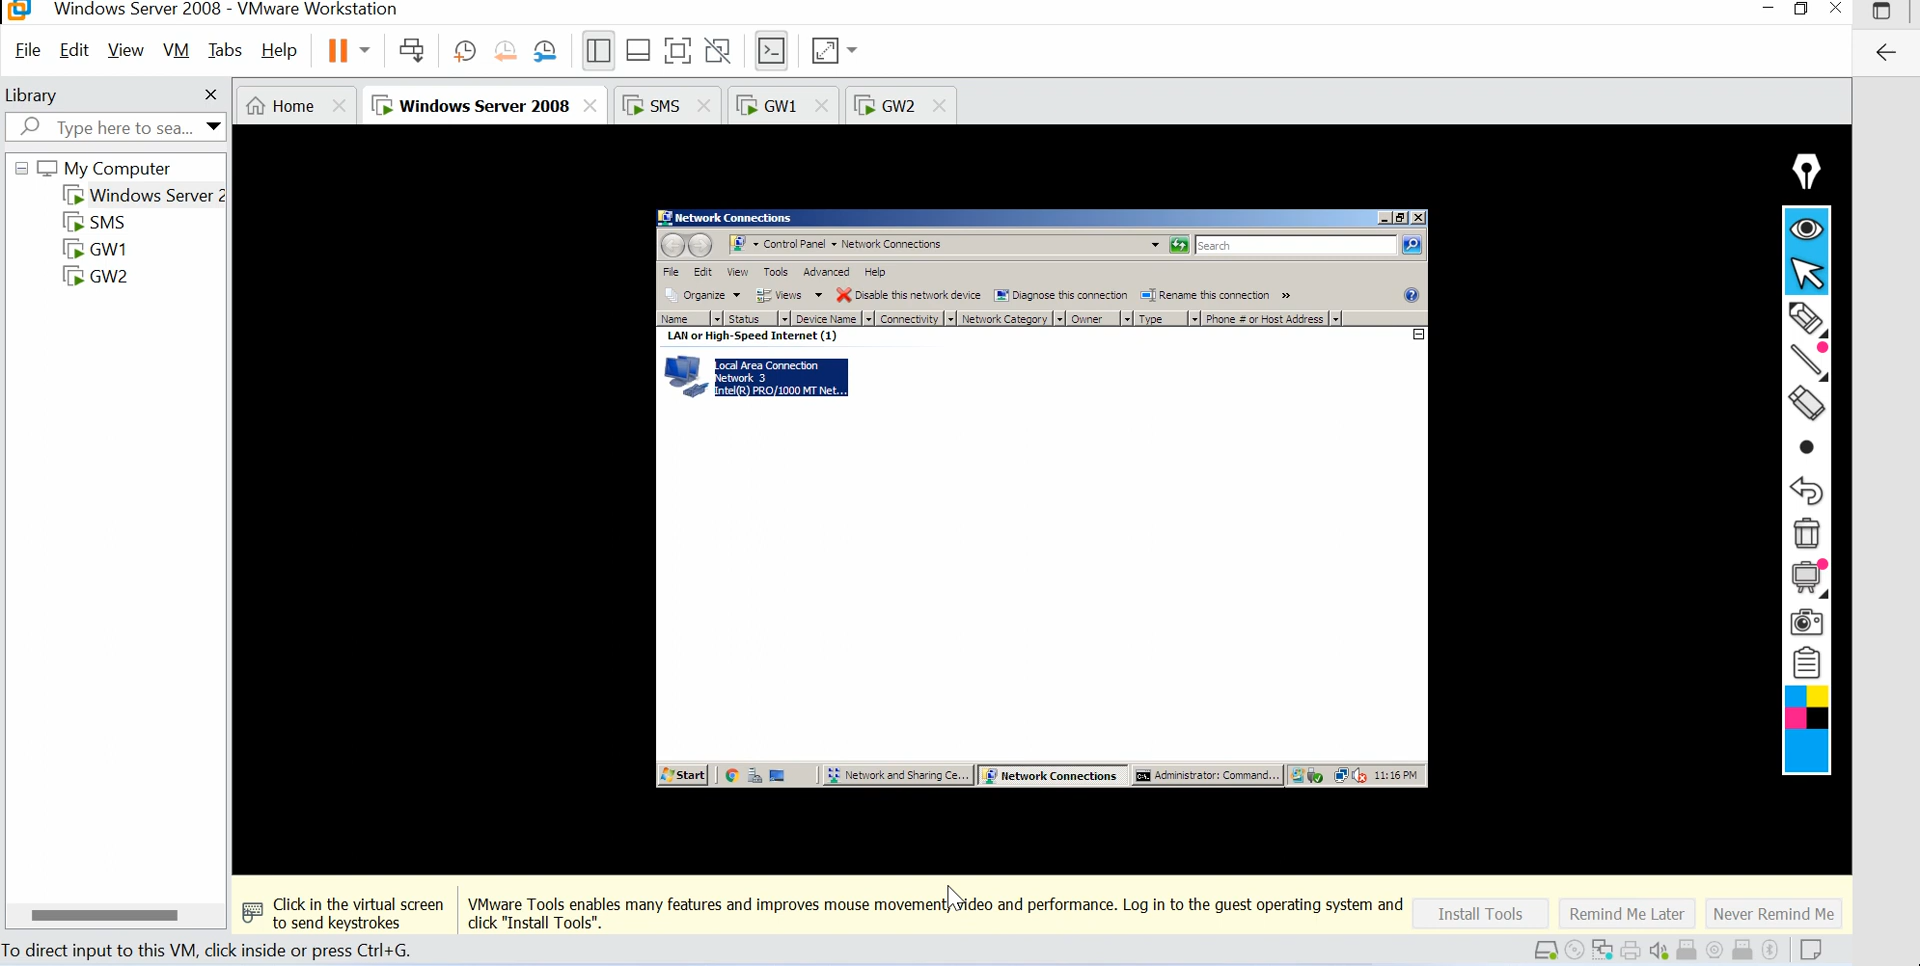 Windows Server 2008 - VMware Workstation
File Edit View VM Tabs Help
Library
Type here to sea...
Home
Windows Server 2008
SMS
GW1
GW2
My Computer
Windows Server 2
SMS
GW1
GW2
Network Connections
Control Panel Network Connections
Search
File Edit View Tools Advanced Help
Organize Views Disable this network device Diagnose this connection Rename this connection »
Name Status Device Name Connectivity Network Category Owner Type Phone # or Host Address
LAN or High-Speed Internet (1)
Local Area Connection
Network 3
Intel(R) PRO/1000 MT Net...
Start Network and Sharing Ce... Network Connections Administrator: Command... 11:16 PM
Click in the virtual screen
to send keystrokes
VMware Tools enables many features and improves mouse movement, video and performance. Log in to the guest operating system and
click "Install Tools".
Install Tools Remind Me Later Never Remind Me
To direct input to this VM, click inside or press Ctrl+G.